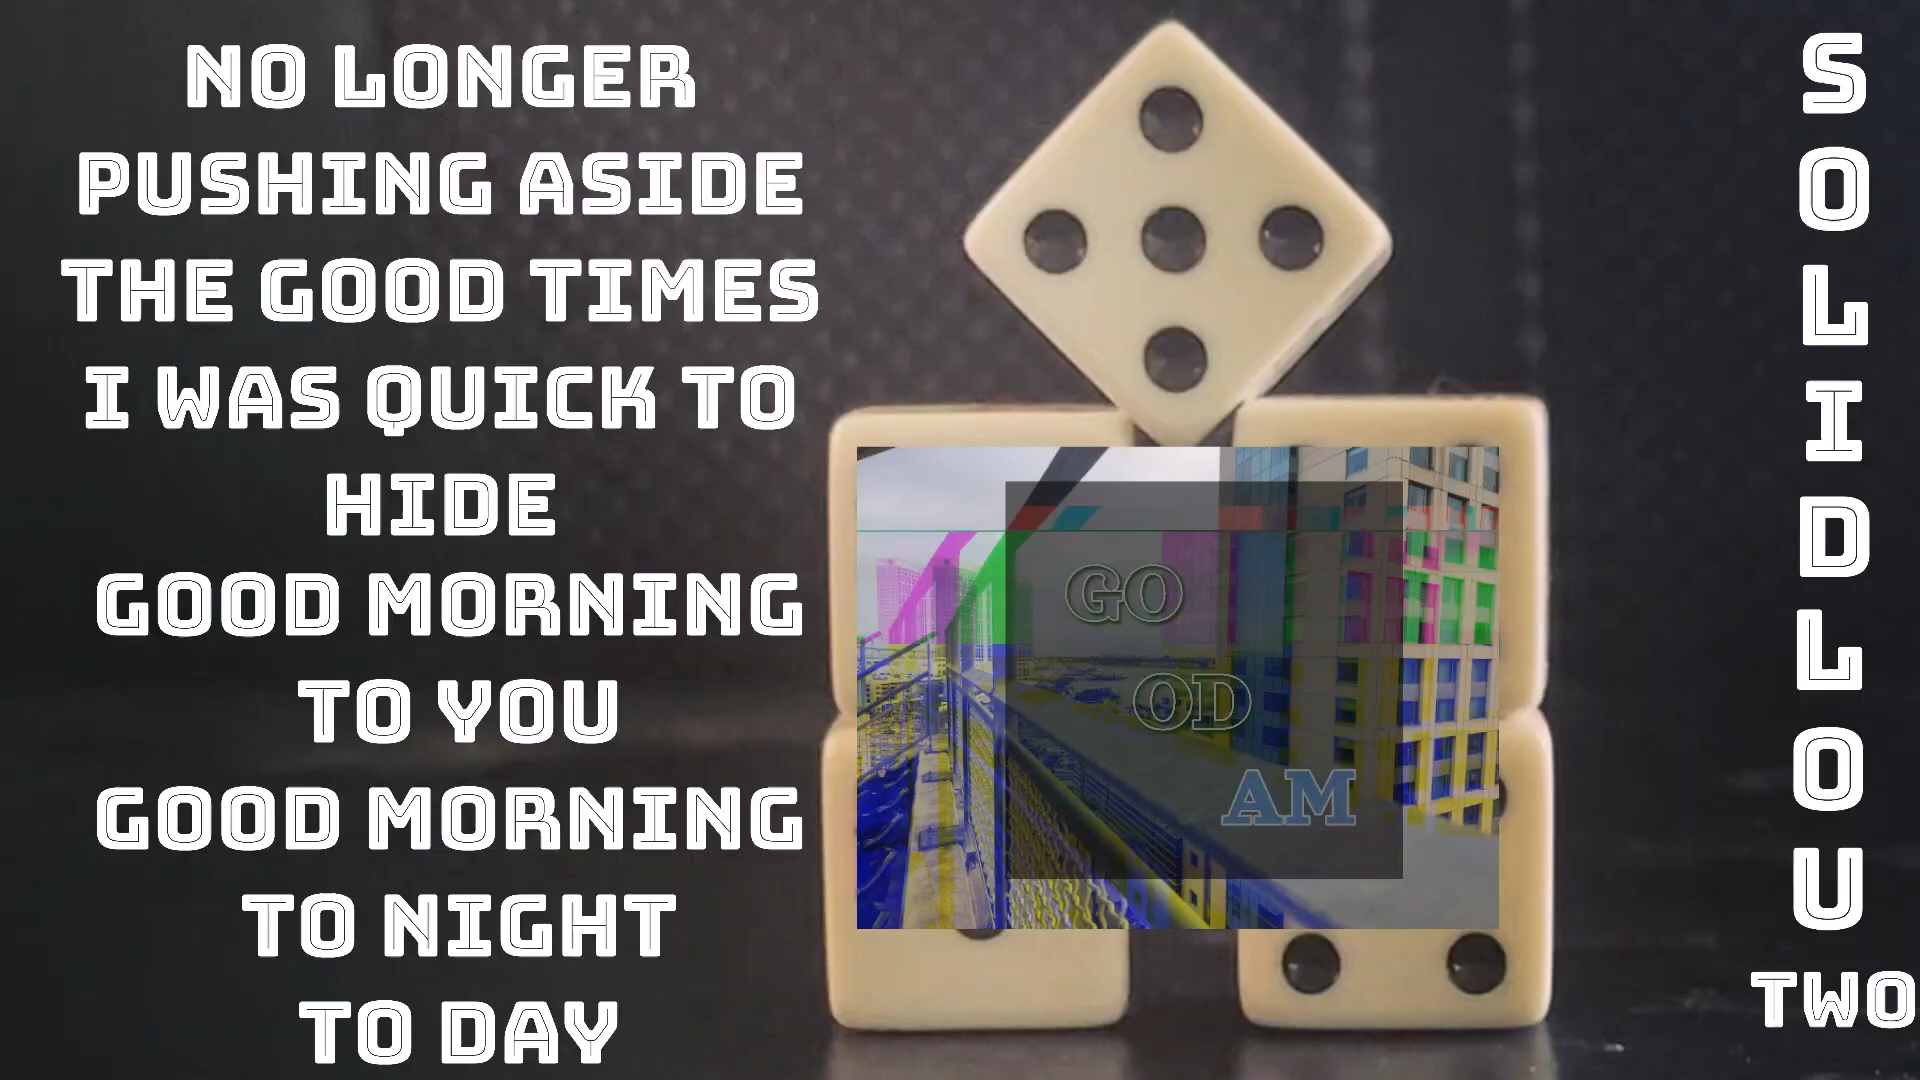 NO LONGER
PUSHING ASIDE
THE GOOD TIMES
I WAS QUICK TO
HIDE
GOOD MORNING
TO YOU
GOOD MORNING
TO NIGHT
TO DAY
GO
OD
AM
SOLIDLOU
TWO